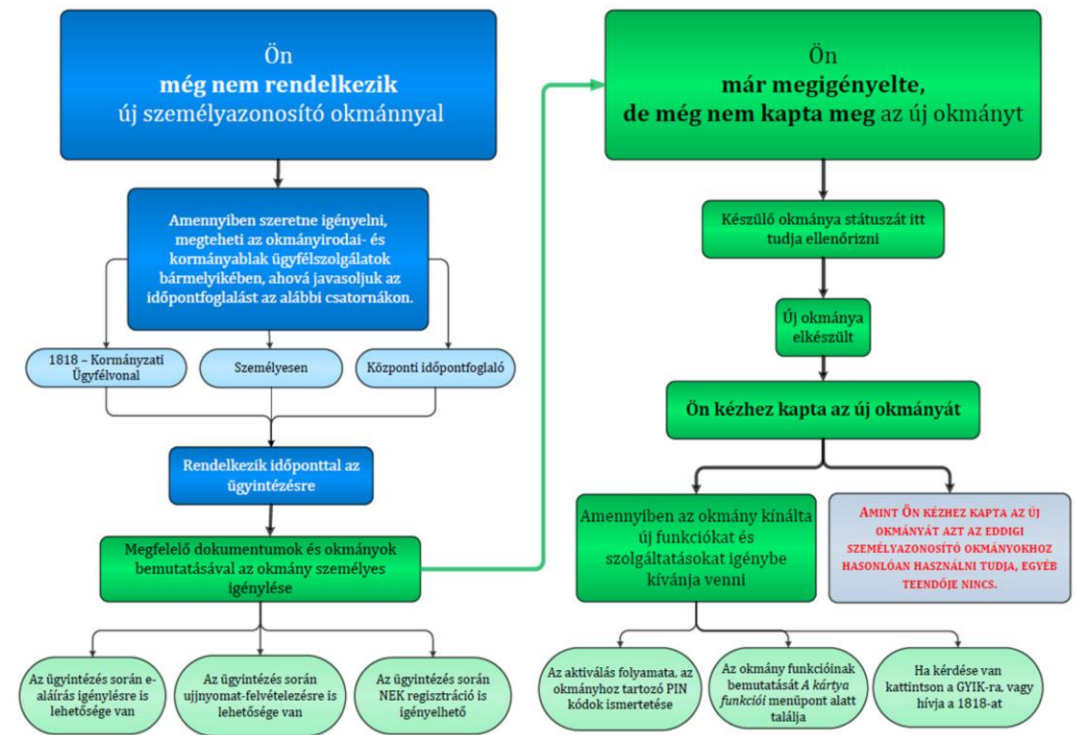 Ön
még nem rendelkezik
új személyazonosító okmánnyal
Amennyiben szeretne igényelni,
megteheti az okmányirodai- és
kormányablak ügyfélszolgálatok
bármelyikében, ahová javasoljuk az
időpontfoglalást az alábbi csatornákon.
1818 – Kormányzati
Ügyfélvonal
Személyesen
Központi időpontfoglaló
Rendelkezik időponttal az
ügyintézésre
Megfelelő dokumentumok és okmányok
bemutatásával az okmány személyes
igénylése
Az ügyintézés során e-
aláírás igénylésre is
lehetősége van
Az ügyintézés során
ujjnyomat-felvételezésre is
lehetősége van
Az ügyintézés során
NEK regisztráció is
igényelhető
Ön
már megigényelte,
de még nem kapta meg az új okmányt
Készülő okmánya státuszát itt
tudja ellenőrizni
Új okmánya
elkészült
Ön kézhez kapta az új okmányát
Amennyiben az okmány kínálta
új funkciókat és
szolgáltatásokat igénybe
kívánja venni
AMINT ÖN KÉZHEZ KAPTA AZ ÚJ
OKMÁNYÁT AZT AZ EDDIGI
SZEMÉLYAZONOSÍTÓ OKMÁNYOKHOZ
HASONLÓAN HASZNÁLNI TUDJA, EGYÉB
TEENDŐJE NINCS.
Az aktiválás folyamata, az
okmányhoz tartozó PIN
kódok ismertetése
Az okmány funkcióinak
bemutatását A kártya
funkciói menüpont alatt
találja
Ha kérdése van
kattintson a GYIK-ra, vagy
hívja a 1818-at